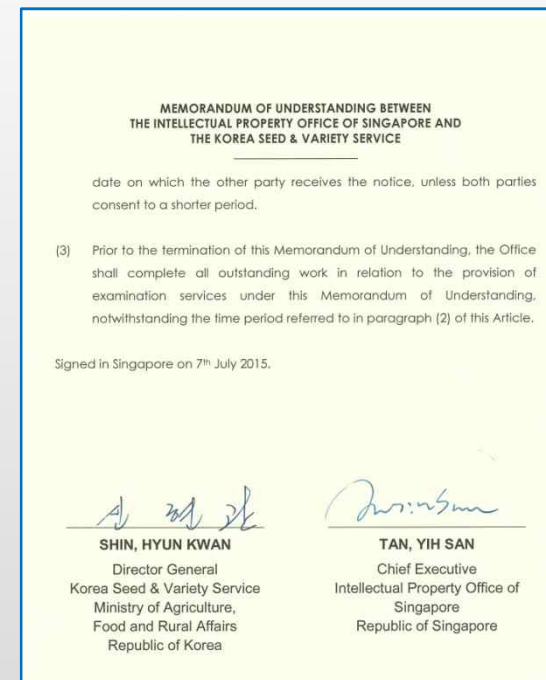 MEMORANDUM OF UNDERSTANDING BETWEEN
THE INTELLECTUAL PROPERTY OFFICE OF SINGAPORE AND
THE KOREA SEED & VARIETY SERVICE
date on which the other party receives the notice, unless both parties
consent to a shorter period.
(3) Prior to the termination of this Memorandum of Understanding, the Office
shall complete all outstanding work in relation to the provision of
examination services under this Memorandum of Understanding,
notwithstanding the time period referred to in paragraph (2) of this Article.
Signed in Singapore on 7th July 2015.
신 현 관
SHIN, HYUN KWAN
Director General
Korea Seed & Variety Service
Ministry of Agriculture,
Food and Rural Affairs
Republic of Korea
TAN, YIH SAN
Chief Executive
Intellectual Property Office of
Singapore
Republic of Singapore